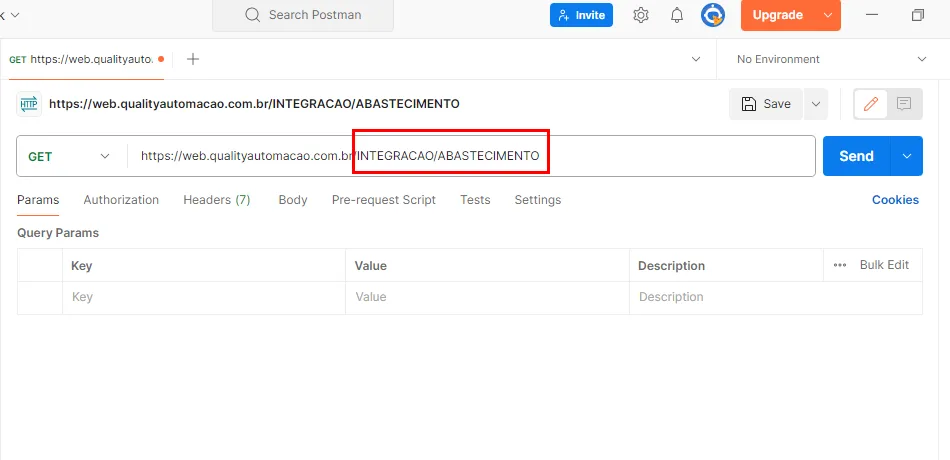 Search Postman
Invite
Upgrade
GET https://web.qualityauto.
No Environment
HTTP
https://web.qualityautomacao.com.br/INTEGRACAO/ABASTECIMENTO
Save
GET
https://web.qualityautomacao.com.br/INTEGRACAO/ABASTECIMENTO
Send
Params Authorization Headers (7) Body Pre-request Script Tests Settings Cookies
Query Params
Key Value Description ••• Bulk Edit
Key Value Description